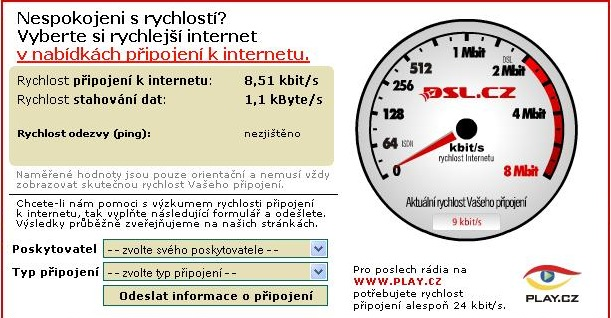 Nespokojeni s rychlostí?
Vyberte si rychlejší internet
v nabídkách připojení k internetu.
Rychlost připojení k internetu: 8,51 kbit/s
Rychlost stahování dat: 1,1 kByte/s
Rychlost odezvy (ping): nezjištěno
Naměřené hodnoty jsou pouze orientační a nemusí vždy
zobrazovat skutečnou rychlost Vašeho připojení.
Chcete-li nám pomoci s výzkumem rychlosti připojení
k internetu, tak vyplňte následující formulář a odešlete.
Výsledky průběžně zveřejňujeme na našich stránkách.
Poskytovatel -- zvolte svého poskytovatele --
Typ připojení -- zvolte typ připojení --
Odeslat informace o připojení
0
64 ISDN
128
256
512
1 Mbit
DSL
2 Mbit
4 Mbit
8 Mbit
DSL.CZ
kbit/s
rychlost Internetu
Aktuální rychlost Vašeho připojení
9 kbit/s
Pro poslech rádia na
WWW.PLAY.CZ
potřebujete rychlost
připojení alespoň 24 kbit/s.
PLAY.CZ